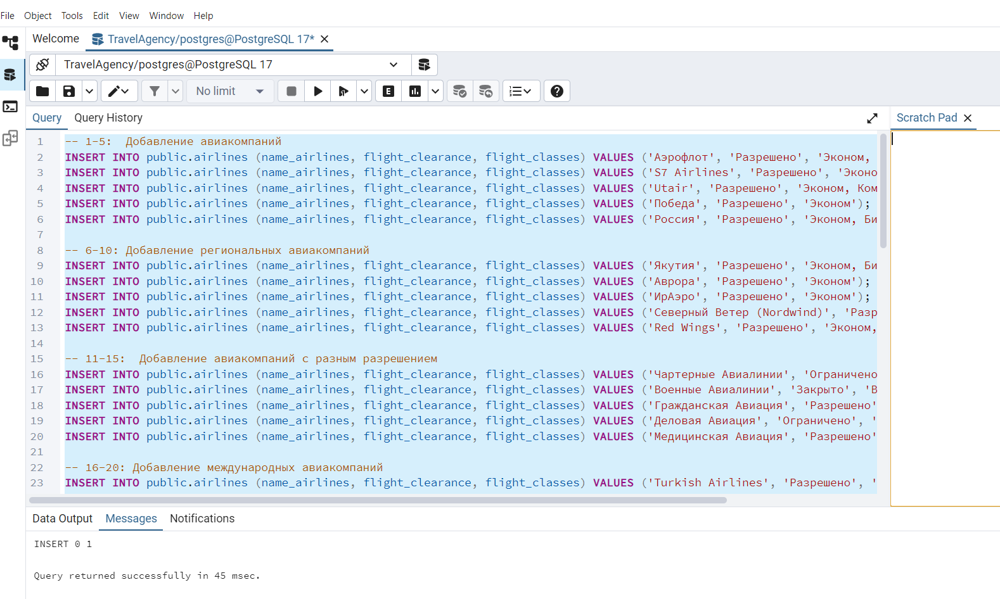 File Object Tools Edit View Window Help
Welcome TravelAgency/postgres@PostgreSQL 17*
TravelAgency/postgres@PostgreSQL 17
No limit
Query Query History Scratch Pad
1 -- 1-5:  Добавление авиакомпаний
2 INSERT INTO public.airlines (name_airlines, flight_clearance, flight_classes) VALUES ('Аэрофлот', 'Разрешено', 'Эконом,
3 INSERT INTO public.airlines (name_airlines, flight_clearance, flight_classes) VALUES ('S7 Airlines', 'Разрешено', 'Эконо
4 INSERT INTO public.airlines (name_airlines, flight_clearance, flight_classes) VALUES ('Utair', 'Разрешено', 'Эконом, Ком
5 INSERT INTO public.airlines (name_airlines, flight_clearance, flight_classes) VALUES ('Победа', 'Разрешено', 'Эконом');
6 INSERT INTO public.airlines (name_airlines, flight_clearance, flight_classes) VALUES ('Россия', 'Разрешено', 'Эконом, Би
7
8 -- 6-10: Добавление региональных авиакомпаний
9 INSERT INTO public.airlines (name_airlines, flight_clearance, flight_classes) VALUES ('Якутия', 'Разрешено', 'Эконом, Би
10 INSERT INTO public.airlines (name_airlines, flight_clearance, flight_classes) VALUES ('Аврора', 'Разрешено', 'Эконом');
11 INSERT INTO public.airlines (name_airlines, flight_clearance, flight_classes) VALUES ('ИрАэро', 'Разрешено', 'Эконом');
12 INSERT INTO public.airlines (name_airlines, flight_clearance, flight_classes) VALUES ('Северный Ветер (Nordwind)', 'Разр
13 INSERT INTO public.airlines (name_airlines, flight_clearance, flight_classes) VALUES ('Red Wings', 'Разрешено', 'Эконом,
14
15 -- 11-15:  Добавление авиакомпаний с разным разрешением
16 INSERT INTO public.airlines (name_airlines, flight_clearance, flight_classes) VALUES ('Чартерные Авиалинии', 'Ограничено
17 INSERT INTO public.airlines (name_airlines, flight_clearance, flight_classes) VALUES ('Военные Авиалинии', 'Закрыто', 'В
18 INSERT INTO public.airlines (name_airlines, flight_clearance, flight_classes) VALUES ('Гражданская Авиация', 'Разрешено'
19 INSERT INTO public.airlines (name_airlines, flight_clearance, flight_classes) VALUES ('Деловая Авиация', 'Ограничено', '
20 INSERT INTO public.airlines (name_airlines, flight_clearance, flight_classes) VALUES ('Медицинская Авиация', 'Разрешено'
21
22 -- 16-20: Добавление международных авиакомпаний
23 INSERT INTO public.airlines (name_airlines, flight_clearance, flight_classes) VALUES ('Turkish Airlines', 'Разрешено', '
Data Output Messages Notifications
INSERT 0 1
Query returned successfully in 45 msec.